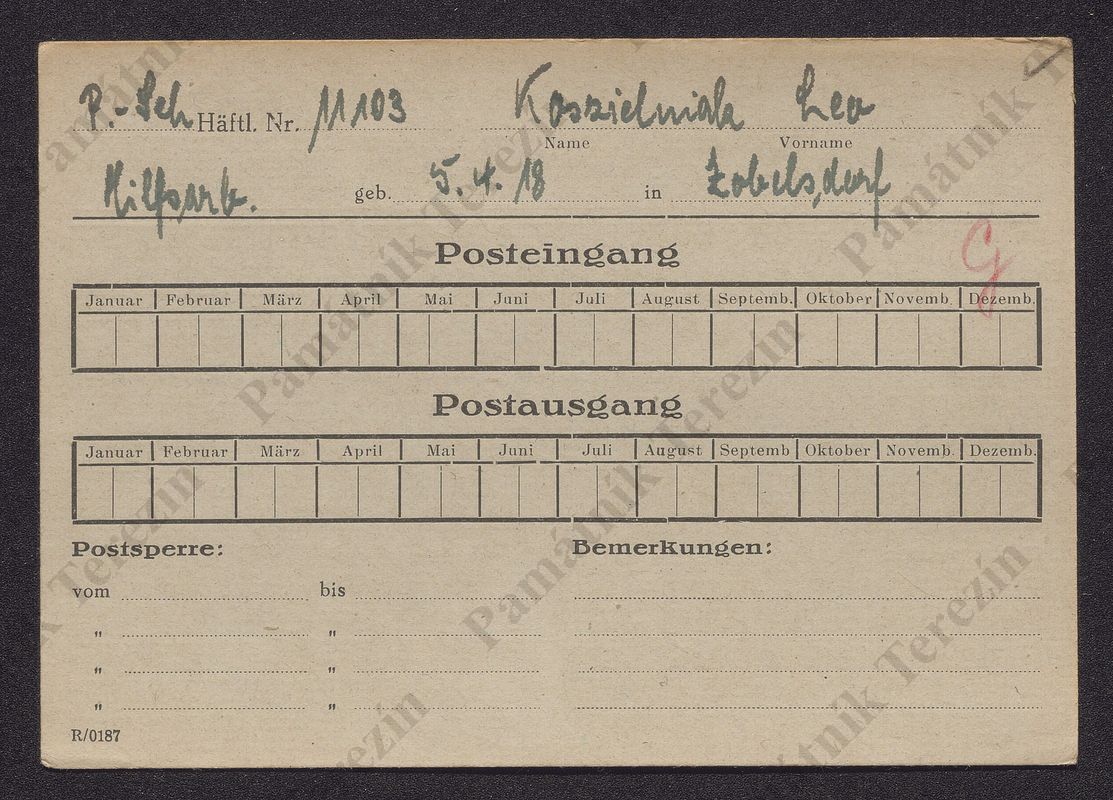 P.-Sch Häftl. Nr. 11103 Kosszielniak Leo
Name Vorname
Hilfsarb. geb. 5.4.18 in Zobelsdorf
Posteingang
Januar Februar März April Mai Juni Juli August Septemb. Oktober Novemb. Dezemb.
Postausgang
Januar Februar März April Mai Juni Juli August Septemb Oktober Novemb. Dezemb.
Postsperre: Bemerkungen:
vom bis
" "
" "
" "
R/0187
Památník Terezín